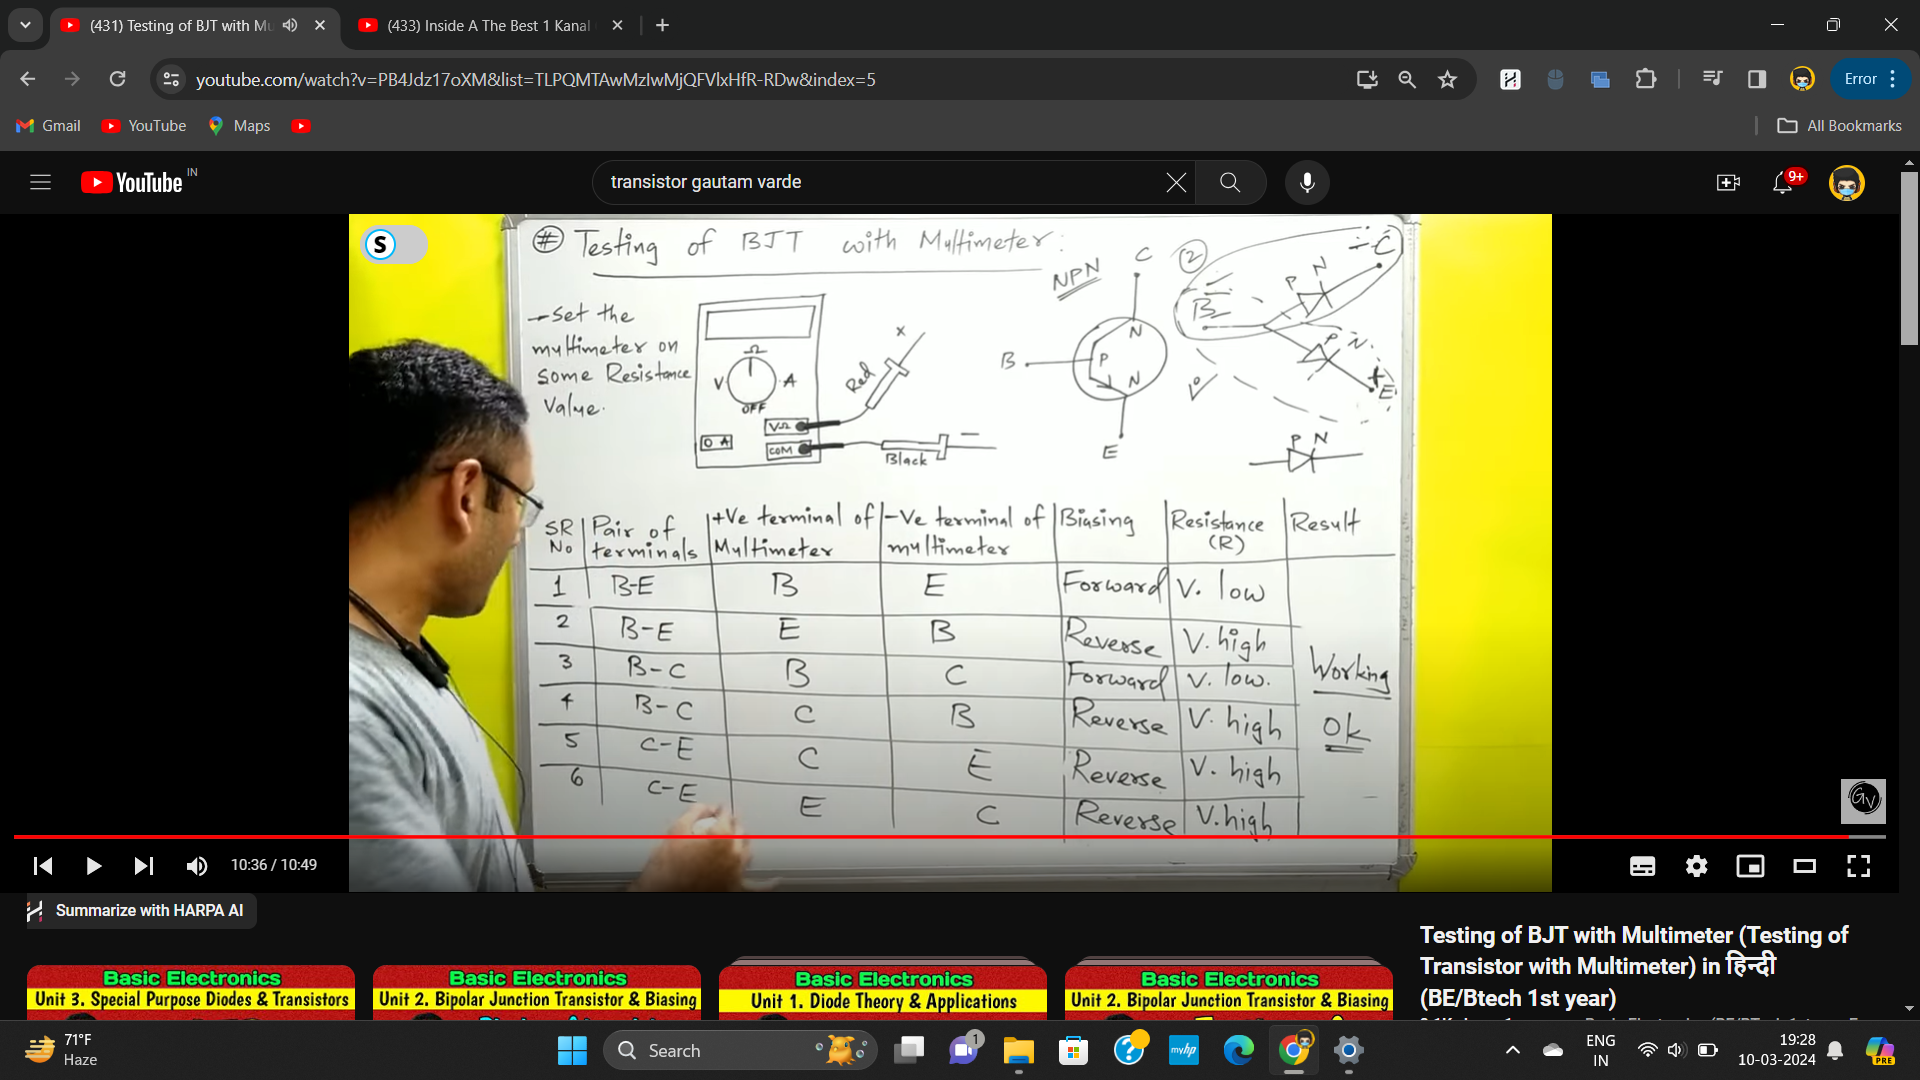 (431) Testing of BJT with Mu
(433) Inside A The Best 1 Kanal
youtube.com/watch?v=PB4Jdz17oXM&list=TLPQMTAwMzIwMjQFVlxHfR-RDw&index=5
Error
Gmail
YouTube
Maps
All Bookmarks
YouTube IN
transistor gautam varde
9+
S
# Testing of BJT with Multimeter:
- Set the
multimeter on
some Resistance
Value.
Ω
V A
OFF
VΩ
COM
Red
x
Black
-
NPN
C
N
B P
N
E
2
B
P N
- C
P N
+ E
P N
SR No
Pair of terminals
+Ve terminal of Multimeter
-Ve terminal of multimeter
Biasing
Resistance (R)
Result
1 B-E B E Forward V. low
2 B-E E B Reverse V. high
3 B-C B C Forward V. low.
4 B-C C B Reverse V. high
5 C-E C E Reverse V. high
6 C-E E C Reverse V. high
Working
Ok
GV
10:36 / 10:49
Summarize with HARPA AI
Basic Electronics
Unit 3. Special Purpose Diodes & Transistors
Basic Electronics
Unit 2. Bipolar Junction Transistor & Biasing
Basic Electronics
Unit 1. Diode Theory & Applications
Basic Electronics
Unit 2. Bipolar Junction Transistor & Biasing
Testing of BJT with Multimeter (Testing of
Transistor with Multimeter) in हिन्दी
(BE/Btech 1st year)
71°F
Haze
Search
1
myhp
ENG
IN
19:28
10-03-2024
PRE